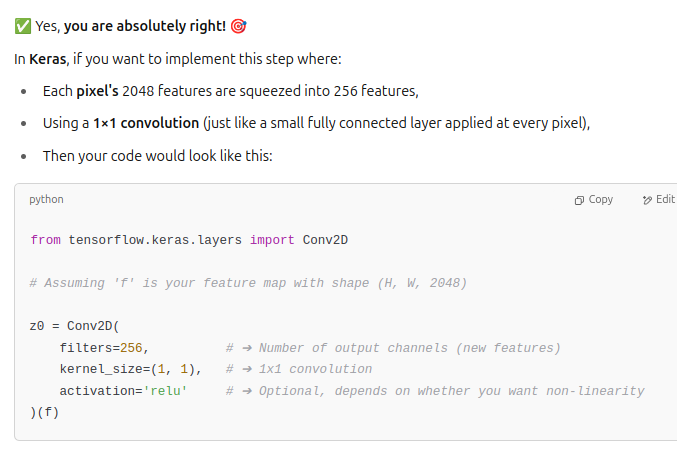 ✅ Yes, you are absolutely right! 🎯
In Keras, if you want to implement this step where:
• Each pixel's 2048 features are squeezed into 256 features,
• Using a 1×1 convolution (just like a small fully connected layer applied at every pixel),
• Then your code would look like this:
python Copy Edit
from tensorflow.keras.layers import Conv2D
# Assuming 'f' is your feature map with shape (H, W, 2048)
z0 = Conv2D(
    filters=256,          # ➔ Number of output channels (new features)
    kernel_size=(1, 1),   # ➔ 1x1 convolution
    activation='relu'     # ➔ Optional, depends on whether you want non-linearity
)(f)